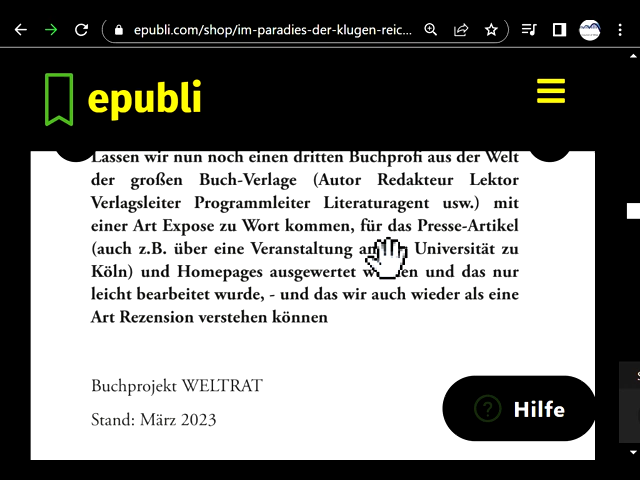 epubli.com/shop/im-paradies-der-klugen-reic...
epubli
Lassen wir nun noch einen dritten Buchprofi aus der Welt
der großen Buch-Verlage (Autor Redakteur Lektor
Verlagsleiter Programmleiter Literaturagent usw.) mit
einer Art Expose zu Wort kommen, für das Presse-Artikel
(auch z.B. über eine Veranstaltung an Universität zu
Köln) und Homepages ausgewertet und das nur
leicht bearbeitet wurde, - und das wir auch wieder als eine
Art Rezension verstehen können
Buchprojekt WELTRAT
Stand: März 2023
Hilfe